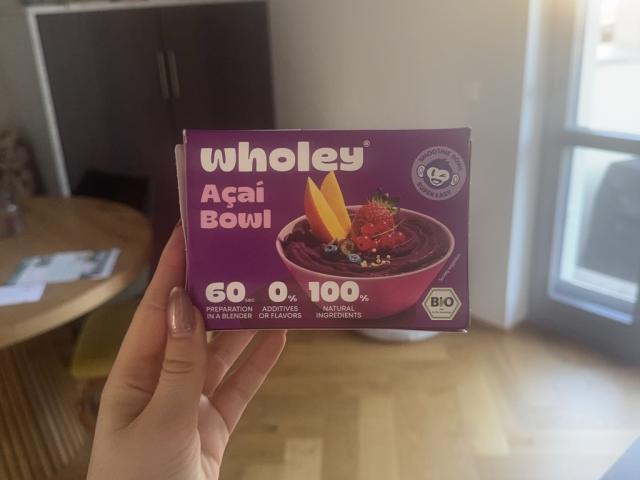 wholey®
Açaí
Bowl
SMOOTHIE BOWL
SUPER EASY
60 sec
PREPARATION
IN A BLENDER
0%
ADDITIVES
OR FLAVORS
100%
NATURAL
INGREDIENTS
BIO